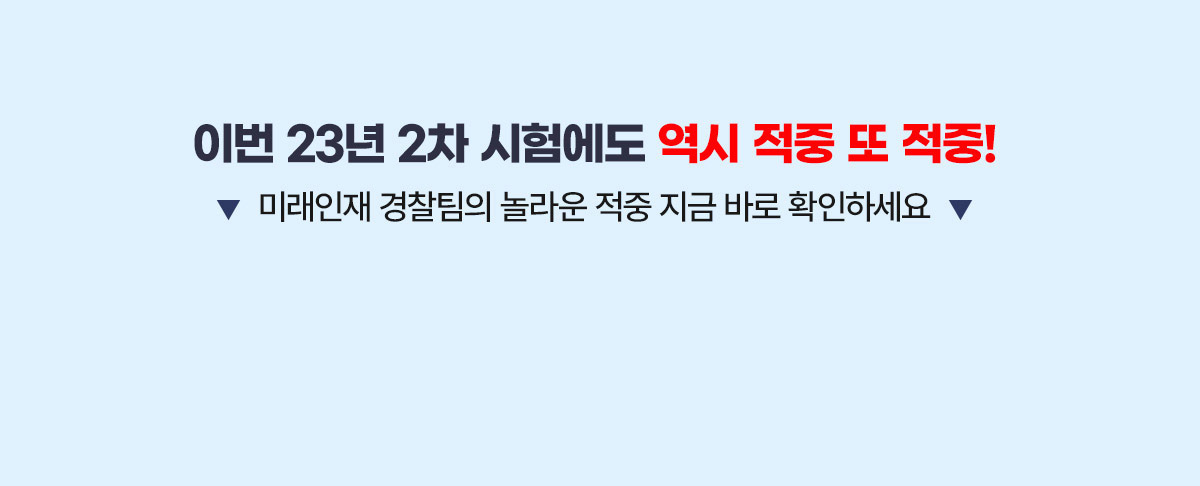 이번 23년 2차 시험에도 역시 적중 또 적중!
▼ 미래인재 경찰팀의 놀라운 적중 지금 바로 확인하세요 ▼